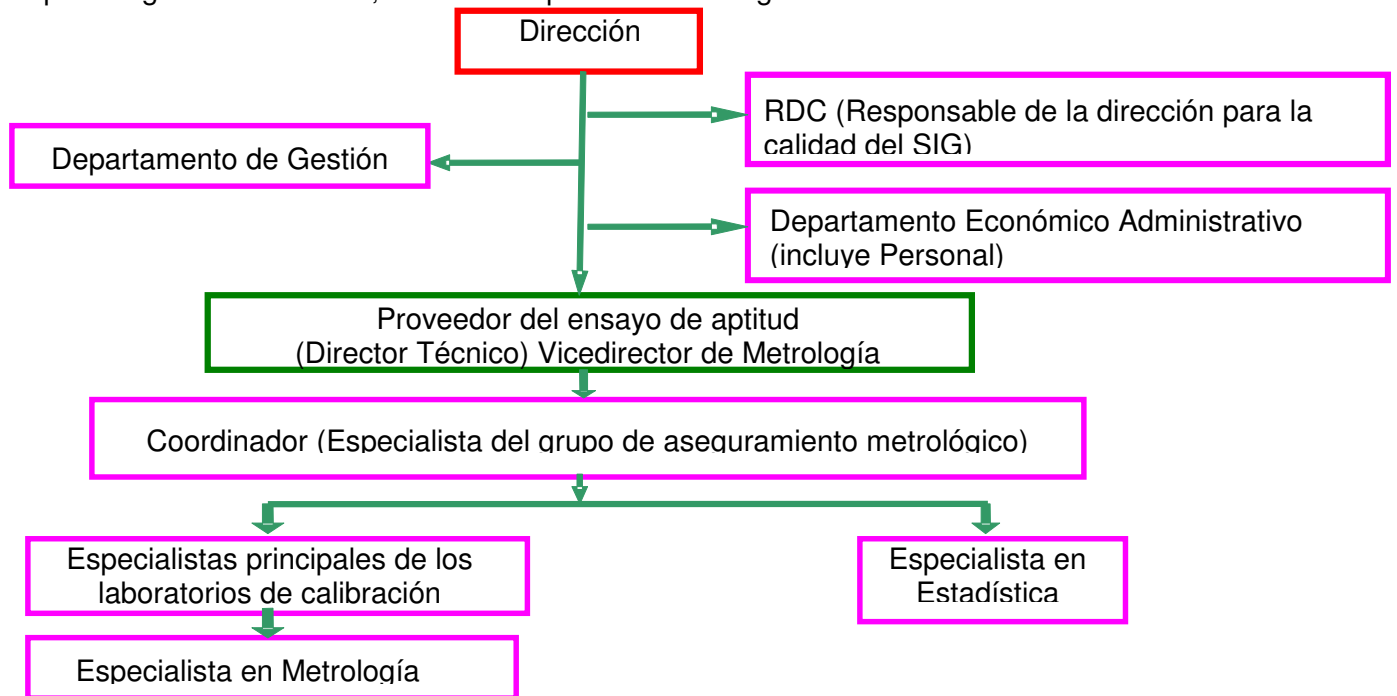 Dirección
RDC (Responsable de la dirección para la
calidad del SIG)
Departamento de Gestión
Departamento Económico Administrativo
(incluye Personal)
Proveedor del ensayo de aptitud
(Director Técnico) Vicedirector de Metrología
Coordinador (Especialista del grupo de aseguramiento metrológico)
Especialistas principales de los
laboratorios de calibración
Especialista en
Estadística
Especialista en Metrología